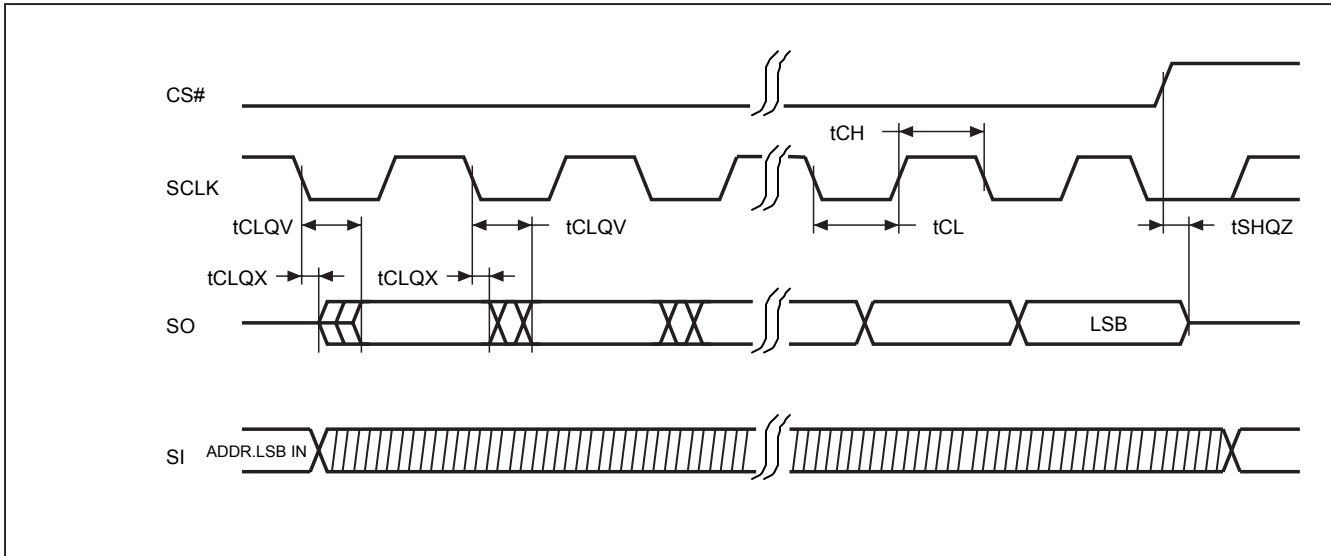 CS#
tCH
SCLK
tCLQV
tCLQV
tCL
tSHQZ
tCLQX
tCLQX
SO
LSB
SI
ADDR.LSB IN